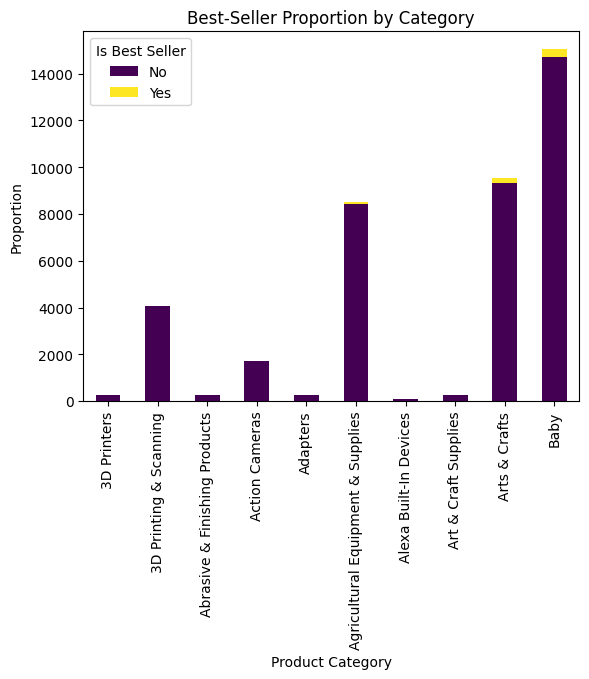 Best-Seller Proportion by Category
Is Best Seller
No
Yes
Proportion
14000
12000
10000
8000
6000
4000
2000
0
3D Printers
3D Printing & Scanning
Abrasive & Finishing Products
Action Cameras
Adapters
Agricultural Equipment & Supplies
Alexa Built-In Devices
Art & Craft Supplies
Arts & Crafts
Baby
Product Category